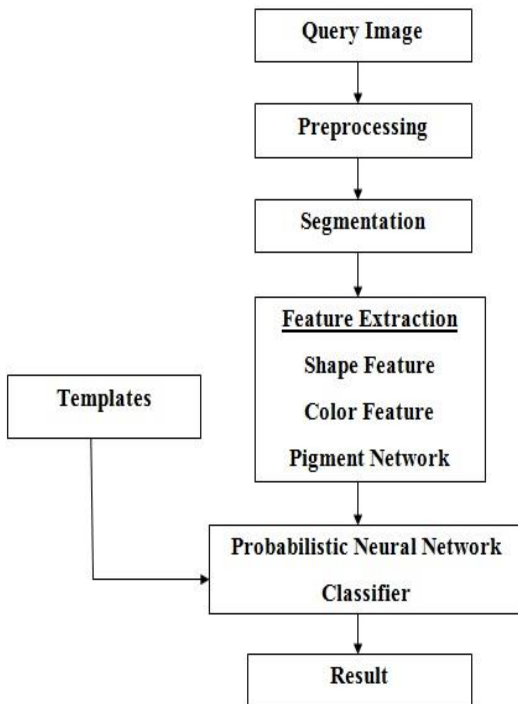 Query Image
Preprocessing
Segmentation
Feature Extraction
Shape Feature
Color Feature
Pigment Network
Templates
Probabilistic Neural Network
Classifier
Result